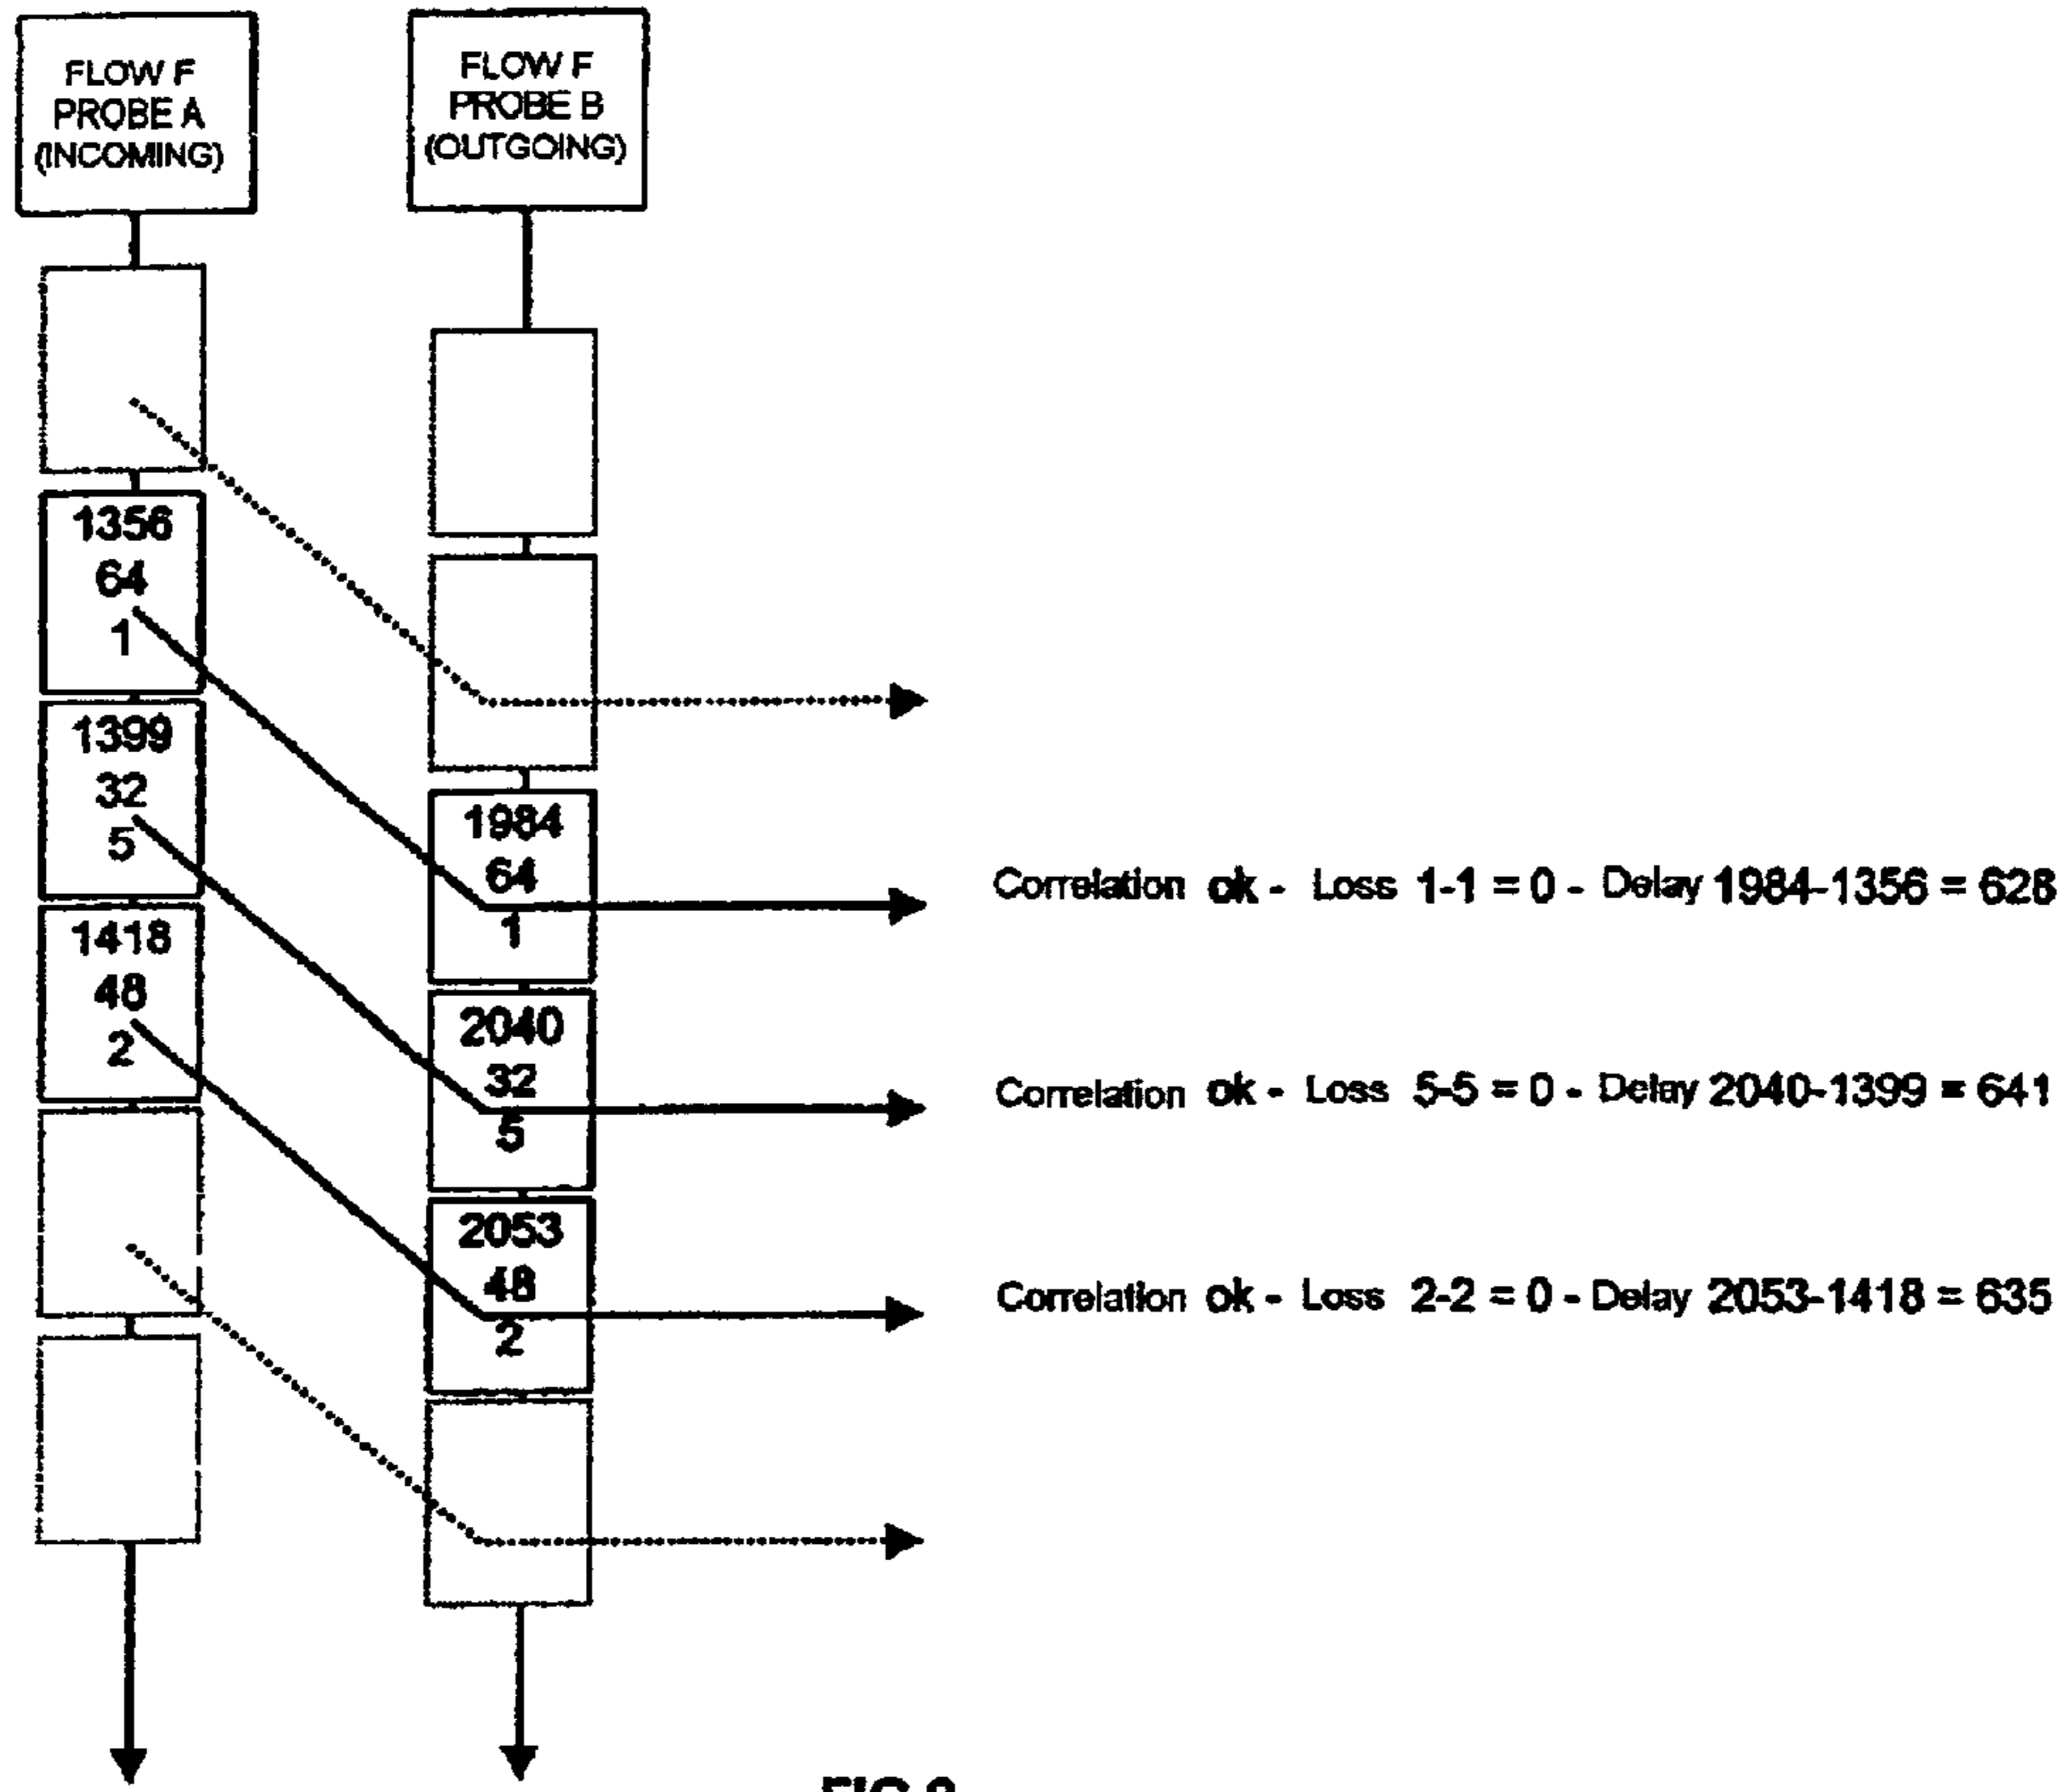 FLOW F
PROBE A
(INCOMING)
FLOW F
PROBE B
(OUTGOING)
1356
64
1
1399
32
5
1418
48
2
1984
64
1
2040
32
5
2053
48
2
Correlation ok - Loss 1-1 = 0 - Delay 1984-1356 = 628
Correlation ok - Loss 5-5 = 0 - Delay 2040-1399 = 641
Correlation ok - Loss 2-2 = 0 - Delay 2053-1418 = 635